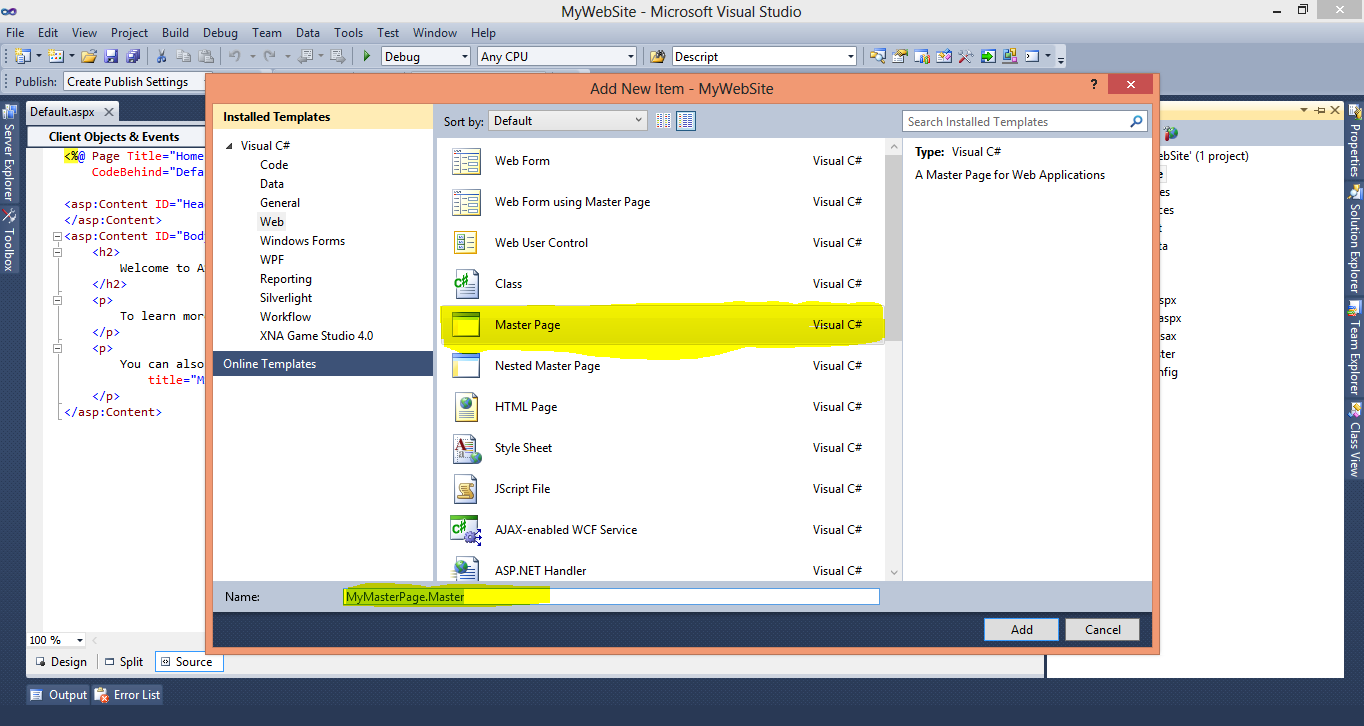 MyWebSite - Microsoft Visual Studio
File Edit View Project Build Debug Team Data Tools Test Window Help
Debug Any CPU Descript
Publish: Create Publish Settings
Add New Item - MyWebSite ?
Default.aspx
Client Objects & Events
<%@ Page Title="Home
CodeBehind="Defa
<asp:Content ID="Hea
</asp:Content>
<asp:Content ID="Bod
<h2>
Welcome to A
</h2>
<p>
To learn mor
</p>
<p>
You can also
title="M
</p>
</asp:Content>
100 %
Design Split Source
Output Error List
Server Explorer
Toolbox
Installed Templates
Visual C#
Code
Data
General
Web
Windows Forms
WPF
Reporting
Silverlight
Workflow
XNA Game Studio 4.0
Online Templates
Sort by: Default
Web Form Visual C#
Web Form using Master Page Visual C#
Web User Control Visual C#
Class Visual C#
Master Page Visual C#
Nested Master Page Visual C#
HTML Page Visual C#
Style Sheet Visual C#
JScript File Visual C#
AJAX-enabled WCF Service Visual C#
ASP.NET Handler Visual C#
Search Installed Templates
Type: Visual C#
A Master Page for Web Applications
Name: MyMasterPage.Master
Add Cancel
ebSite' (1 project)
e
es
ces
t
ta
spx
aspx
sax
ster
nfig
Properties
Solution Explorer
Team Explorer
Class View